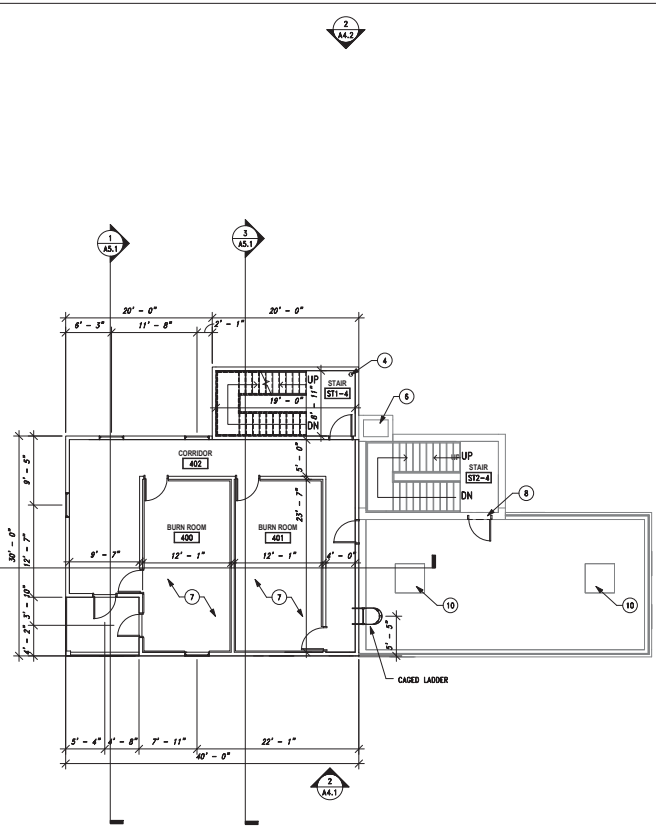 2
A4.2
1
A5.1
3
A5.1
20' - 0"
20' - 0"
6' - 3"
11' - 8"
2' - 1"
4
UP
STAIR
ST1-4
19' - 0"
8' - 11"
DN
6
CORRIDOR
402
5' - 0"
UP
UP
STAIR
ST2-4
DN
8
9' - 5"
30' - 0"
23' - 7"
BURN ROOM
400
BURN ROOM
401
12' - 7"
9' - 7"
12' - 1"
12' - 1"
4' - 0"
7
7
10
10
3' - 10"
4' - 2"
5' - 5"
CAGED LADDER
5' - 4"
4' - 8"
7' - 11"
22' - 1"
40' - 0"
2
A4.1